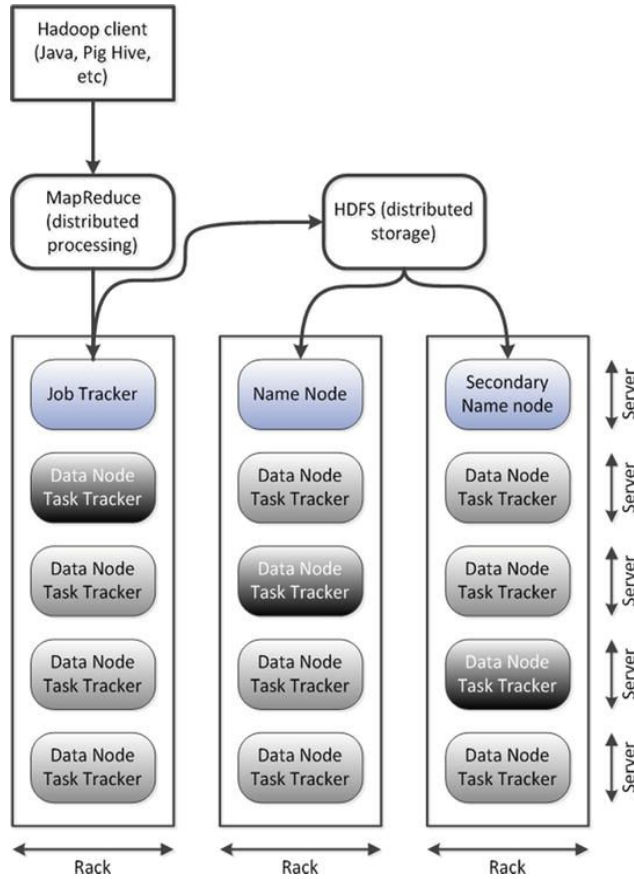 Hadoop client
(Java, Pig Hive,
etc)
MapReduce
(distributed
processing)
HDFS (distributed
storage)
Job Tracker
Name Node
Secondary
Name node
Server
Data Node
Task Tracker
Data Node
Task Tracker
Data Node
Task Tracker
Server
Data Node
Task Tracker
Data Node
Task Tracker
Data Node
Task Tracker
Server
Data Node
Task Tracker
Data Node
Task Tracker
Data Node
Task Tracker
Server
Data Node
Task Tracker
Data Node
Task Tracker
Data Node
Task Tracker
Server
Rack
Rack
Rack